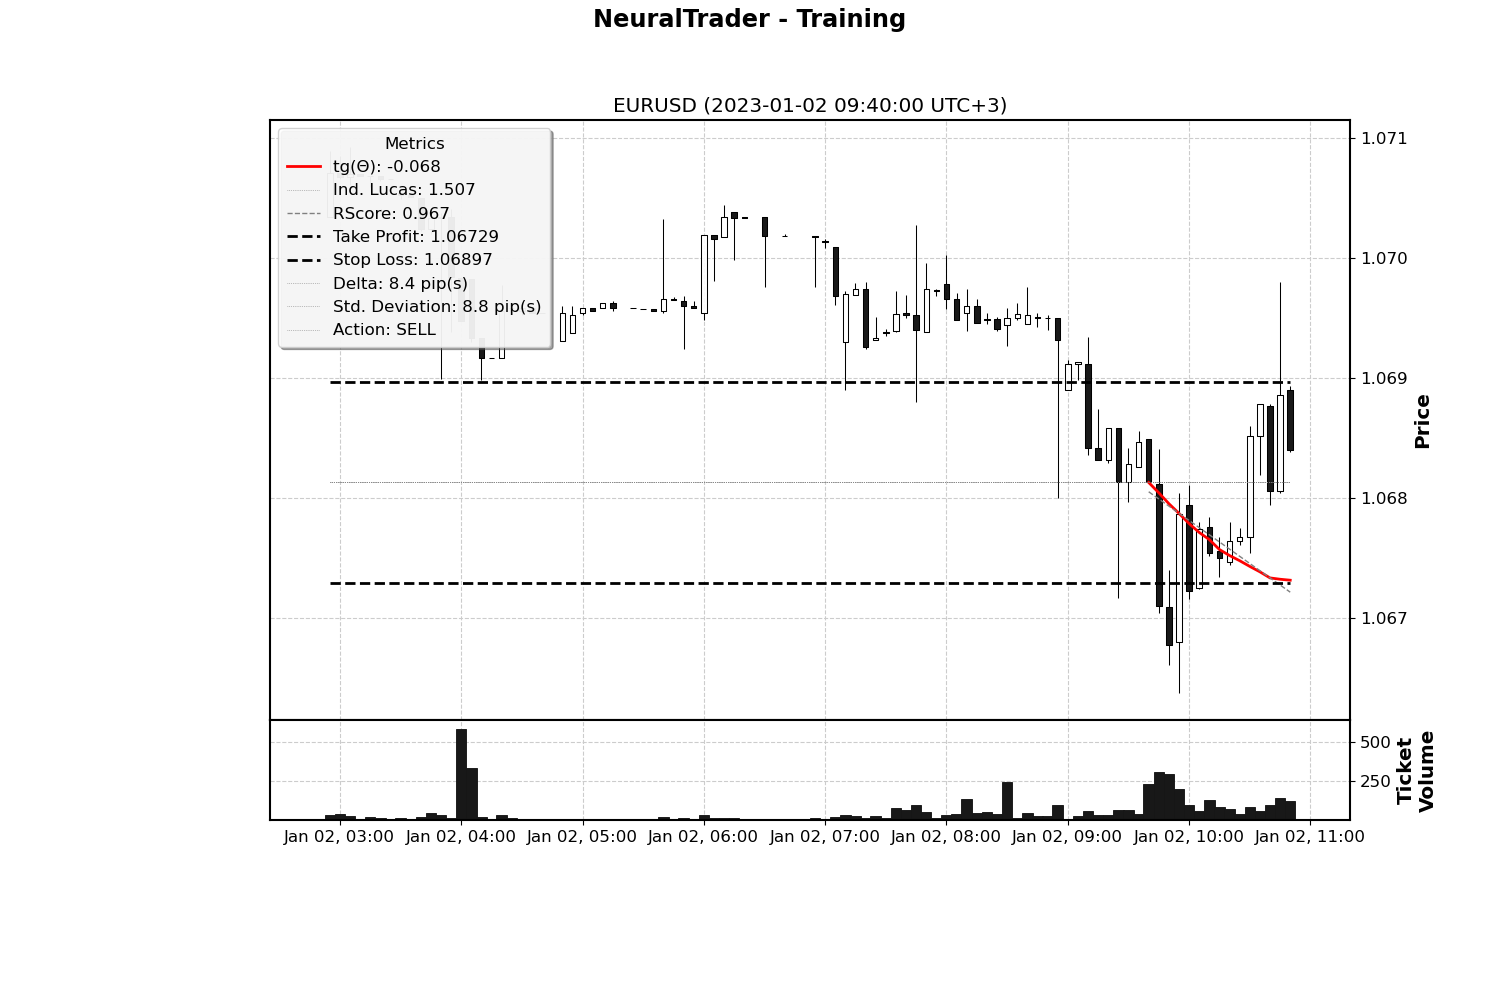 NeuralTrader - Training
EURUSD (2023-01-02 09:40:00 UTC+3)
Metrics
tg(Θ): -0.068
Ind. Lucas: 1.507
RScore: 0.967
Take Profit: 1.06729
Stop Loss: 1.06897
Delta: 8.4 pip(s)
Std. Deviation: 8.8 pip(s)
Action: SELL
1.071
1.070
1.069
1.068
1.067
Price
500
250
Ticket
Volume
Jan 02, 03:00 Jan 02, 04:00 Jan 02, 05:00 Jan 02, 06:00 Jan 02, 07:00 Jan 02, 08:00 Jan 02, 09:00 Jan 02, 10:00 Jan 02, 11:00